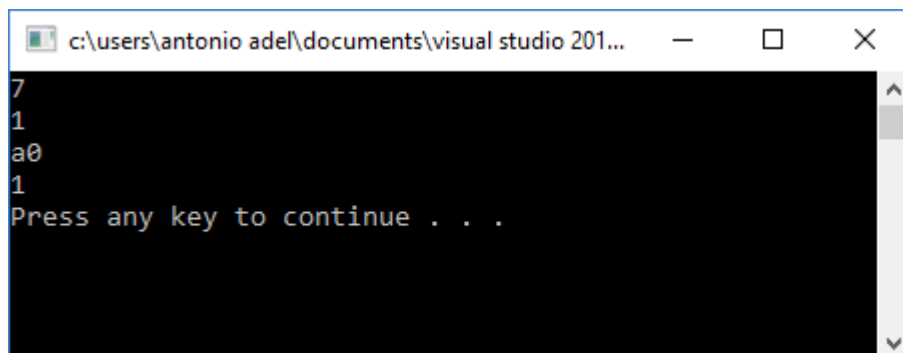 c:\users\antonio adel\documents\visual studio 201...
7
1
a0
1
Press any key to continue . . .